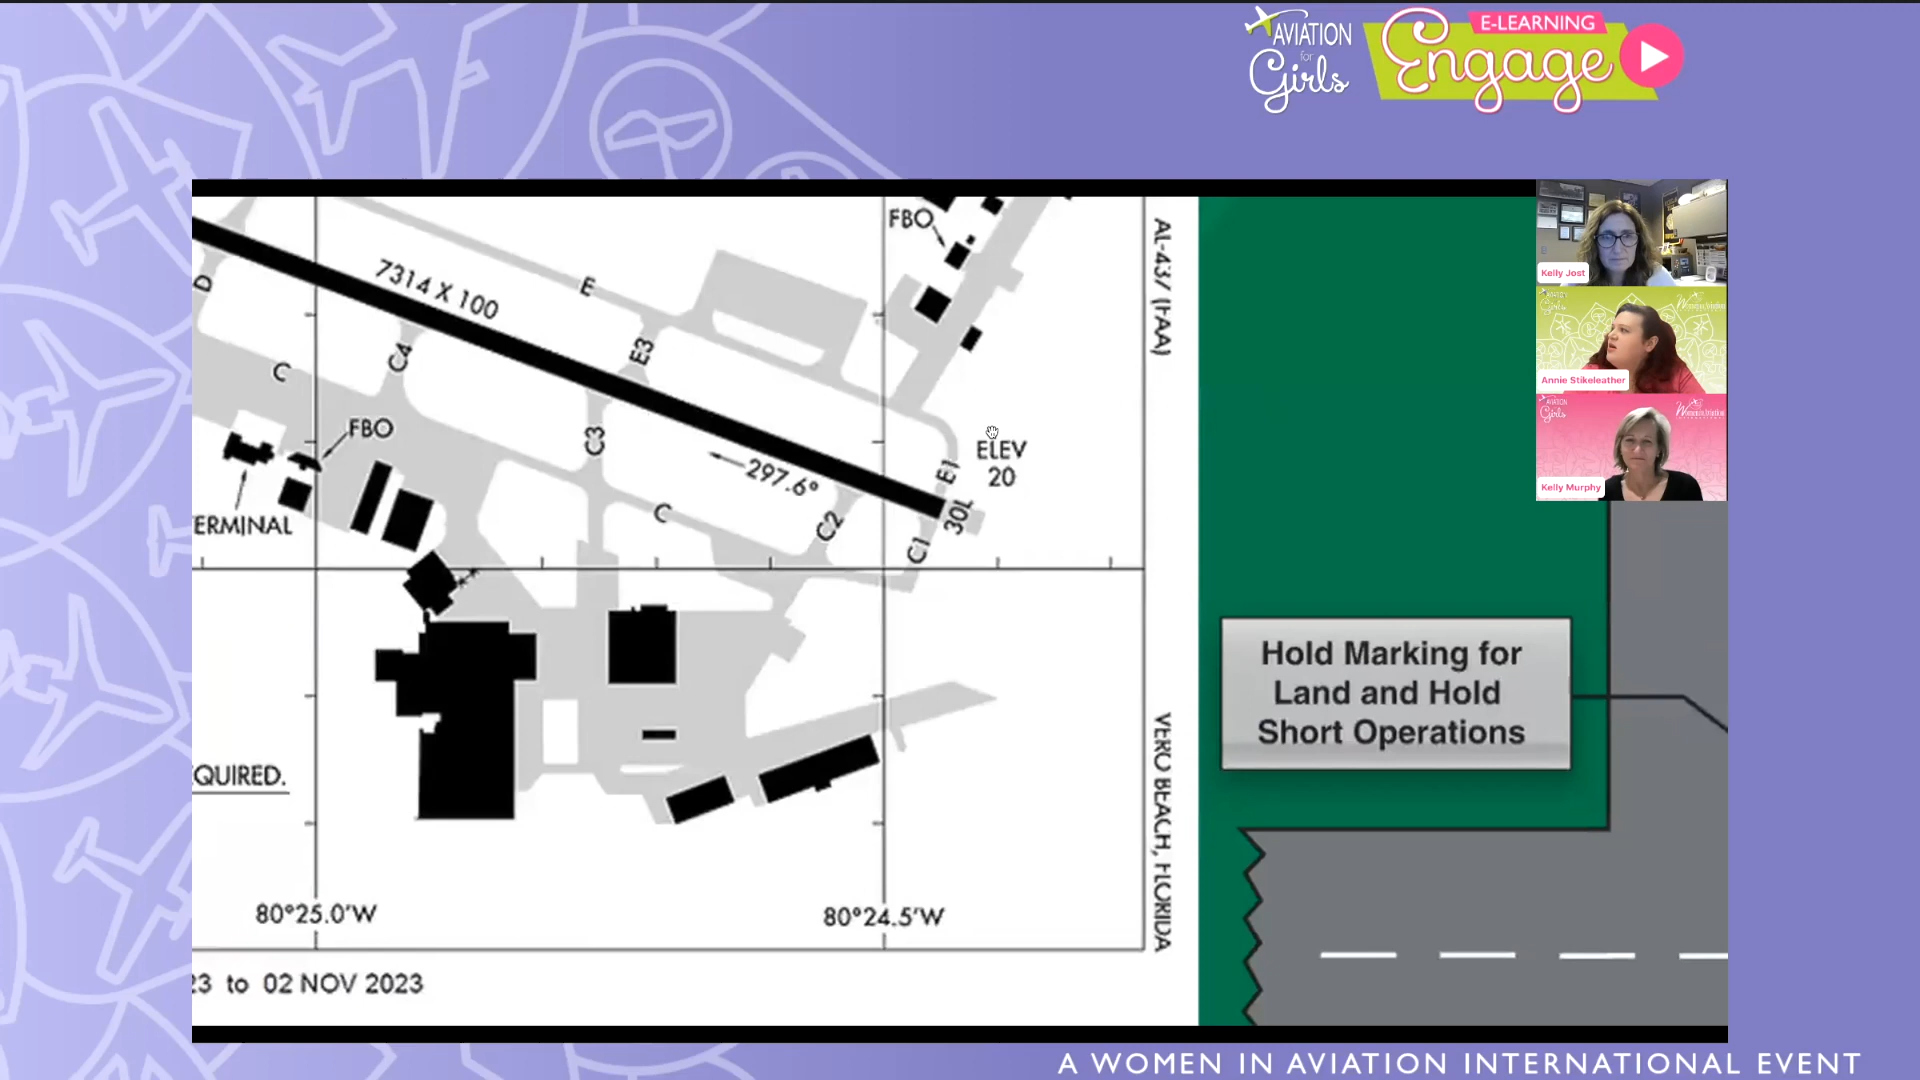 AVIATION
for
Girls
E-LEARNING
Engage
FBO
7314 X 100
E
D
C4
E3
C
FBO
C3
297.6°
ELEV
20
E1
30L
C
C2
C1
ERMINAL
AL-437 (FAA)
VERO BEACH, FLORIDA
QUIRED.
80°25.0'W
80°24.5'W
23 to 02 NOV 2023
Kelly Jost
Annie Stikeleather
Kelly Murphy
Hold Marking for
Land and Hold
Short Operations
A WOMEN IN AVIATION INTERNATIONAL EVENT